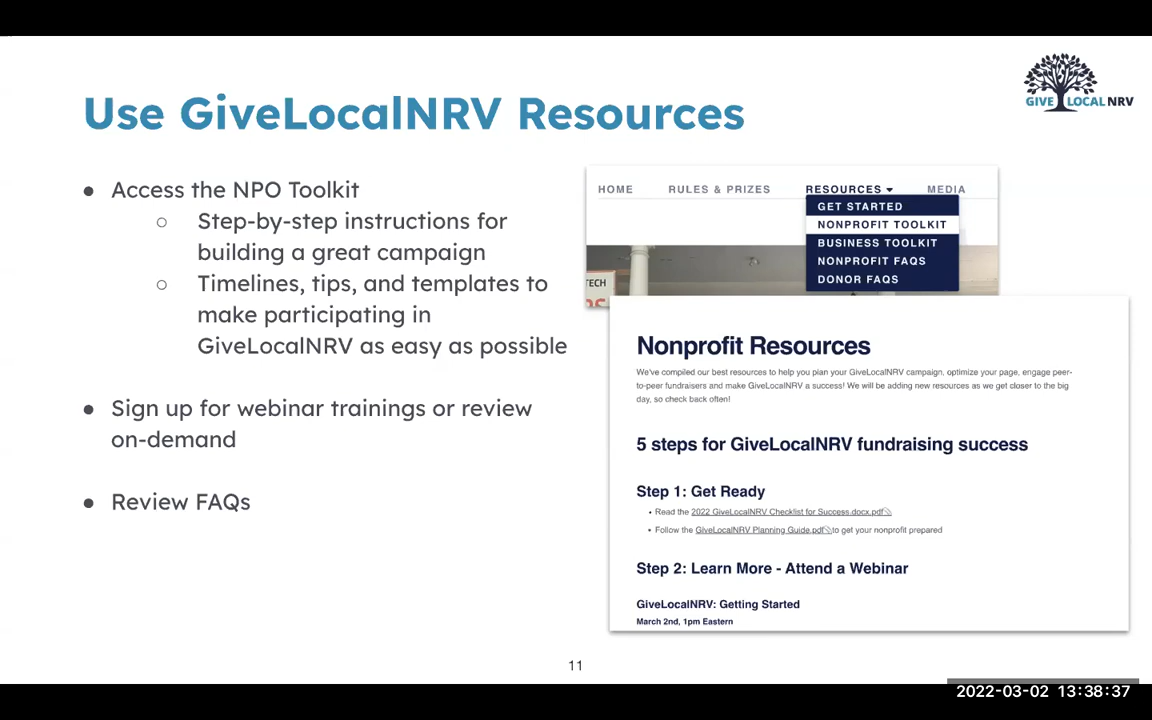 GIVE LOCAL NRV
Use GiveLocalNRV Resources
● Access the NPO Toolkit
○ Step-by-step instructions for
building a great campaign
○ Timelines, tips, and templates to
make participating in
GiveLocalNRV as easy as possible
● Sign up for webinar trainings or review
on-demand
● Review FAQs
HOME RULES & PRIZES RESOURCES MEDIA
GET STARTED
NONPROFIT TOOLKIT
BUSINESS TOOLKIT
NONPROFIT FAQS
DONOR FAQS
TECH
Nonprofit Resources
We've compiled our best resources to help you plan your GiveLocalNRV campaign, optimize your page, engage peer-
to-peer fundraisers and make GiveLocalNRV a success! We will be adding new resources as we get closer to the big
day, so check back often!
5 steps for GiveLocalNRV fundraising success
Step 1: Get Ready
• Read the 2022 GiveLocalNRV Checklist for Success.docx.pdf
• Follow the GiveLocalNRV Planning Guide.pdf to get your nonprofit prepared
Step 2: Learn More - Attend a Webinar
GiveLocalNRV: Getting Started
March 2nd, 1pm Eastern
11
2022-03-02 13:38:37